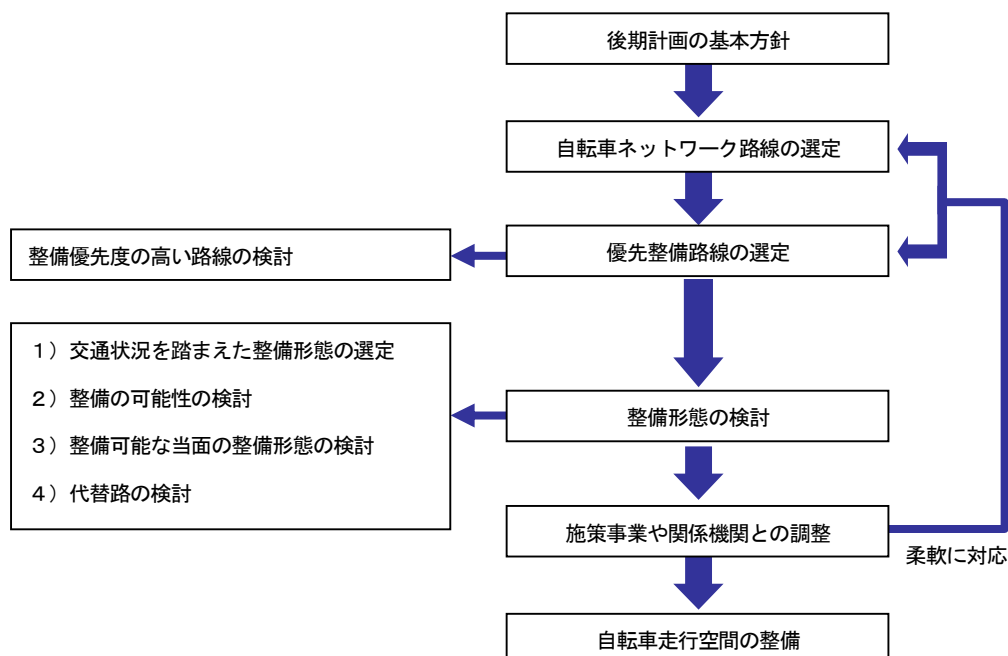 後期計画の基本方針
自転車ネットワーク路線の選定
優先整備路線の選定
整備優先度の高い路線の検討
整備形態の検討
１）交通状況を踏まえた整備形態の選定
２）整備の可能性の検討
３）整備可能な当面の整備形態の検討
４）代替路の検討
施策事業や関係機関との調整
柔軟に対応
自転車走行空間の整備